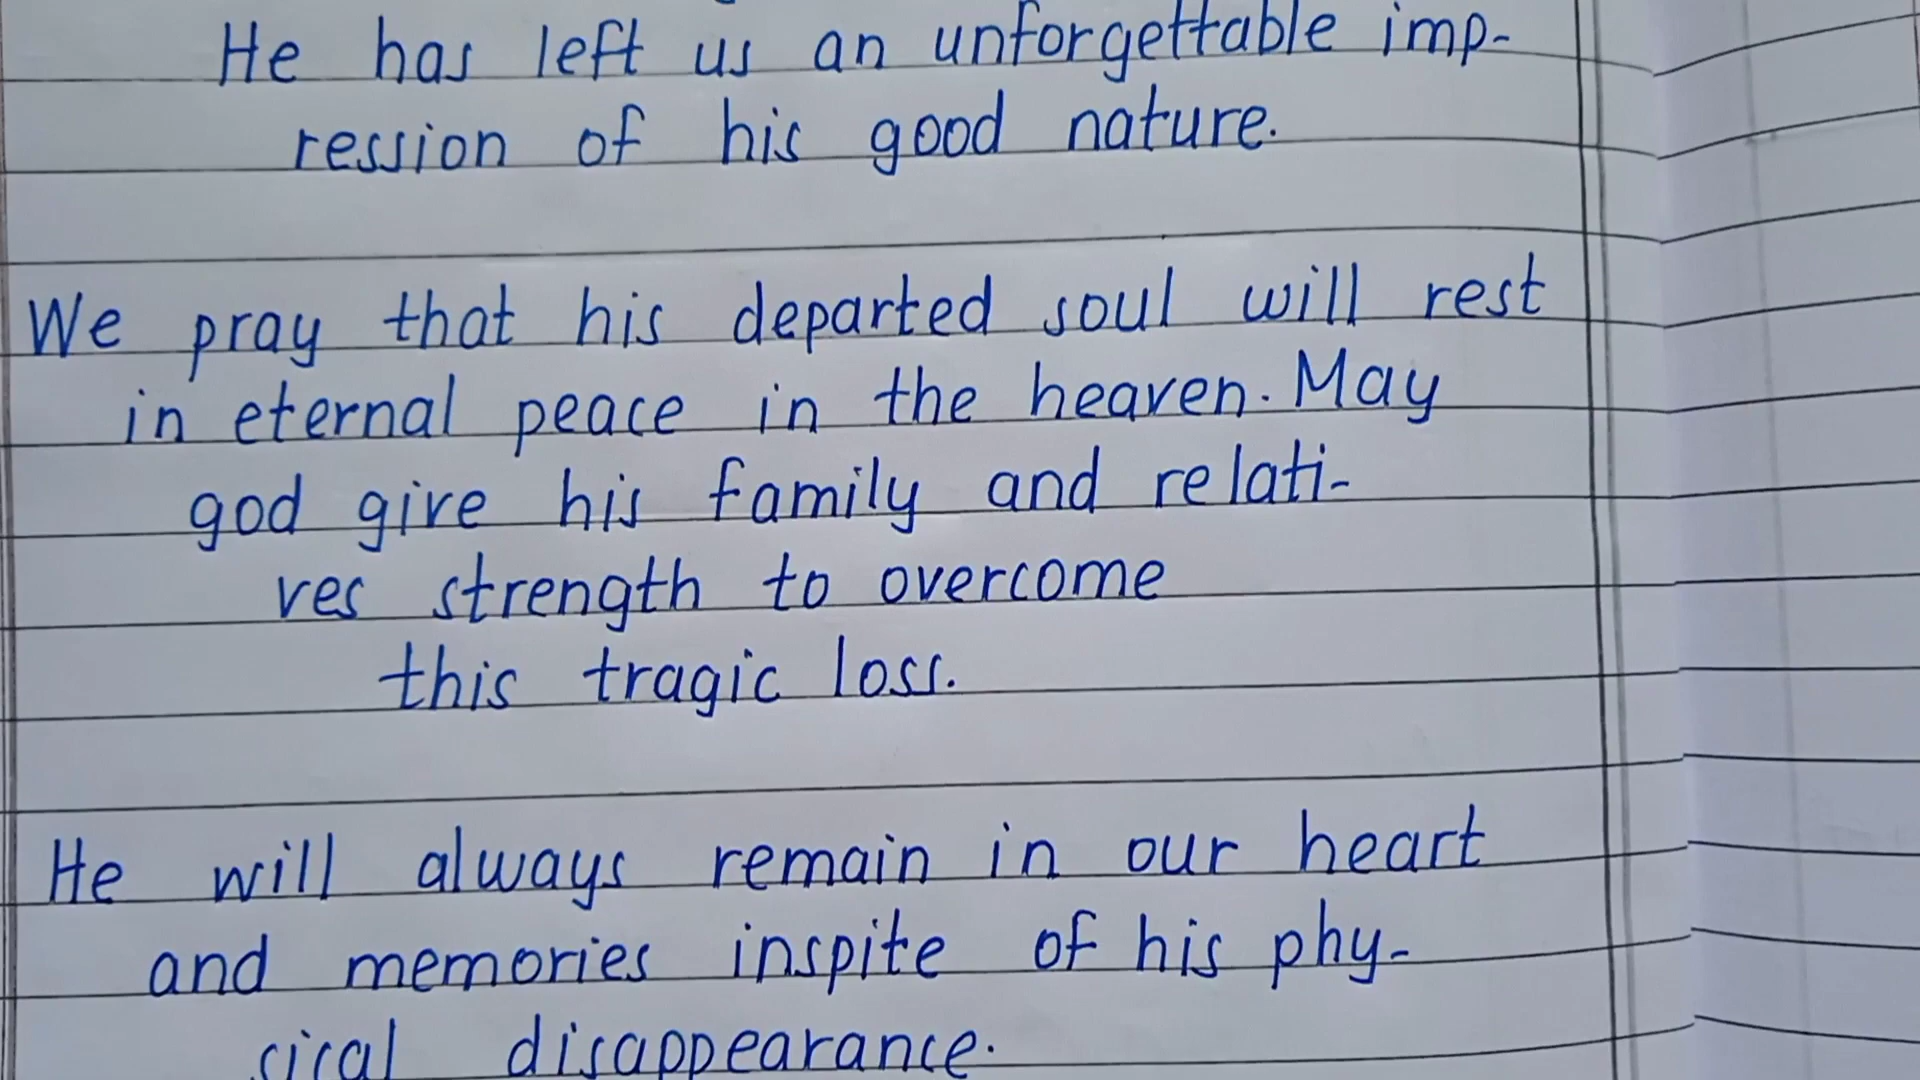 He has left us an unforgettable imp-
ression of his good nature.
We pray that his departed soul will rest
in eternal peace in the heaven. May
god give his family and relati-
ves strength to overcome
this tragic loss.
He will always remain in our heart
and memories inspite of his phy-
sical disappearance.